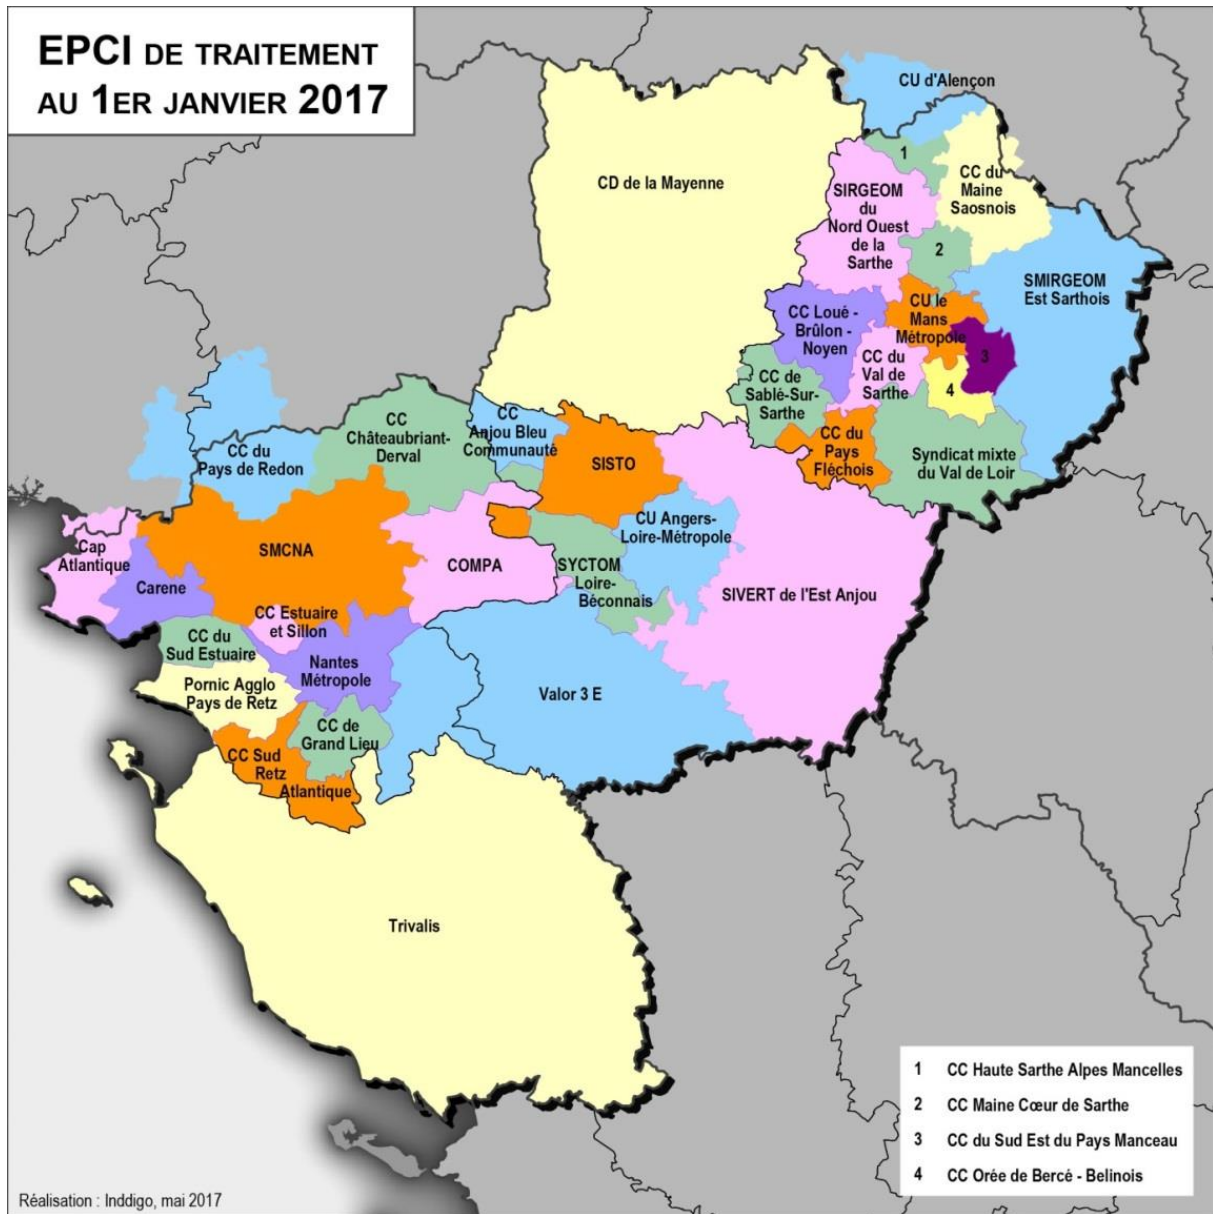 EPCI DE TRAITEMENT
AU 1ER JANVIER 2017
CU d'Alençon
1
CC du
Maine
Saosnois
CD de la Mayenne
SIRGEOM
du
Nord Ouest
de la
Sarthe
2
SMIRGEOM
Est Sarthois
CC Loué -
Brûlon -
Noyen
CU le
Mans
Métropole
3
CC du
Val de
Sarthe
4
CC de
Sablé-Sur-
Sarthe
CC du
Pays
Fléchois
Syndicat mixte
du Val de Loir
CC
Châteaubriant-
Derval
CC
Anjou Bleu
Communauté
CC du
Pays de Redon
SISTO
CU Angers-
Loire-Métropole
Cap
Atlantique
SMCNA
COMPA
SYCTOM
Loire-
Béconnais
Carene
SIVERT de l'Est Anjou
CC Estuaire
et Sillon
CC du
Sud Estuaire
Nantes
Métropole
Pornic Agglo
Pays de Retz
Valor 3 E
CC de
Grand Lieu
CC Sud
Retz
Atlantique
Trivalis
1 CC Haute Sarthe Alpes Mancelles
2 CC Maine Cœur de Sarthe
3 CC du Sud Est du Pays Manceau
4 CC Orée de Bercé - Belinois
Réalisation : Inddigo, mai 2017